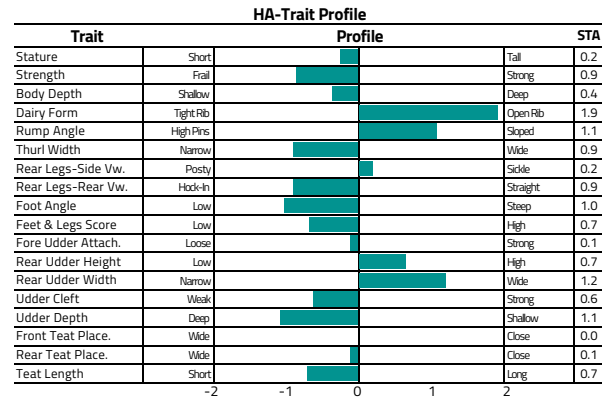 HA-Trait Profile
Trait Profile STA
Stature Short Tall 0.2
Strength Frail Strong 0.9
Body Depth Shallow Deep 0.4
Dairy Form Tight Rib Open Rib 1.9
Rump Angle High Pins Sloped 1.1
Thurl Width Narrow Wide 0.9
Rear Legs-Side Vw. Posty Sickle 0.2
Rear Legs-Rear Vw. Hock-In Straight 0.9
Foot Angle Low Steep 1.0
Feet & Legs Score Low High 0.7
Fore Udder Attach. Loose Strong 0.1
Rear Udder Height Low High 0.7
Rear Udder Width Narrow Wide 1.2
Udder Cleft Weak Strong 0.6
Udder Depth Deep Shallow 1.1
Front Teat Place. Wide Close 0.0
Rear Teat Place. Wide Close 0.1
Teat Length Short Long 0.7
-2 -1 0 1 2